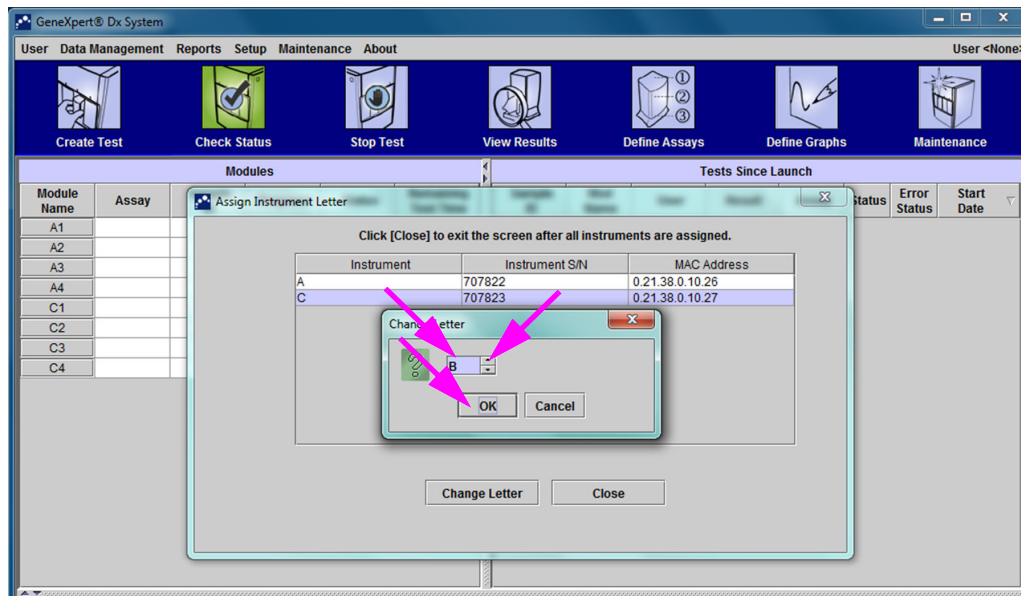 GeneXpert® Dx System
User Data Management Reports Setup Maintenance About User <None>
Create Test Check Status Stop Test View Results Define Assays Define Graphs Maintenance
Modules Tests Since Launch
Module Name Assay Status Error Status Start Date
A1
A2
A3
A4
C1
C2
C3
C4
Assign Instrument Letter
Click [Close] to exit the screen after all instruments are assigned.
Instrument Instrument S/N MAC Address
A 707822 0.21.38.0.10.26
C 707823 0.21.38.0.10.27
Change Letter
B
OK Cancel
Change Letter Close